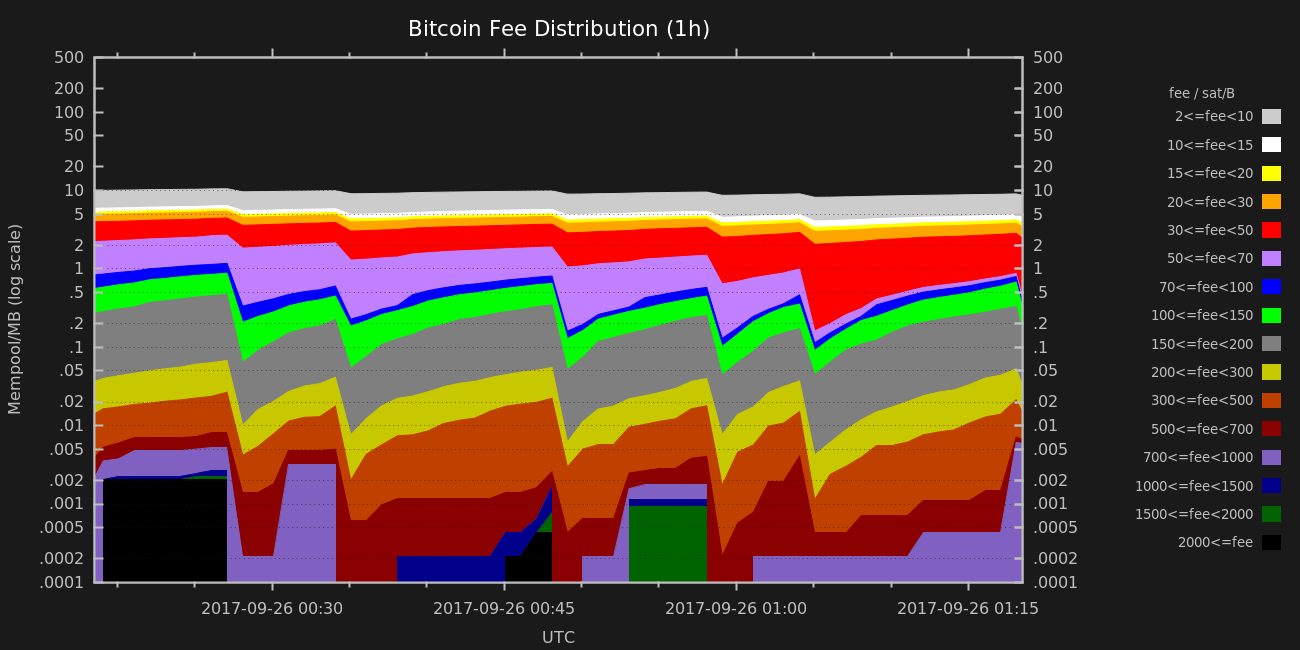 Bitcoin Fee Distribution (1h)
500
200
100
50
20
10
5
2
1
.5
.2
.1
.05
.02
.01
.005
.002
.001
.0005
.0002
.0001
Mempool/MB (log scale)
500
200
100
50
20
10
5
2
1
.5
.2
.1
.05
.02
.01
.005
.002
.001
.0005
.0002
.0001
2017-09-26 00:30
2017-09-26 00:45
2017-09-26 01:00
2017-09-26 01:15
UTC
fee / sat/B
2<=fee<10
10<=fee<15
15<=fee<20
20<=fee<30
30<=fee<50
50<=fee<70
70<=fee<100
100<=fee<150
150<=fee<200
200<=fee<300
300<=fee<500
500<=fee<700
700<=fee<1000
1000<=fee<1500
1500<=fee<2000
2000<=fee